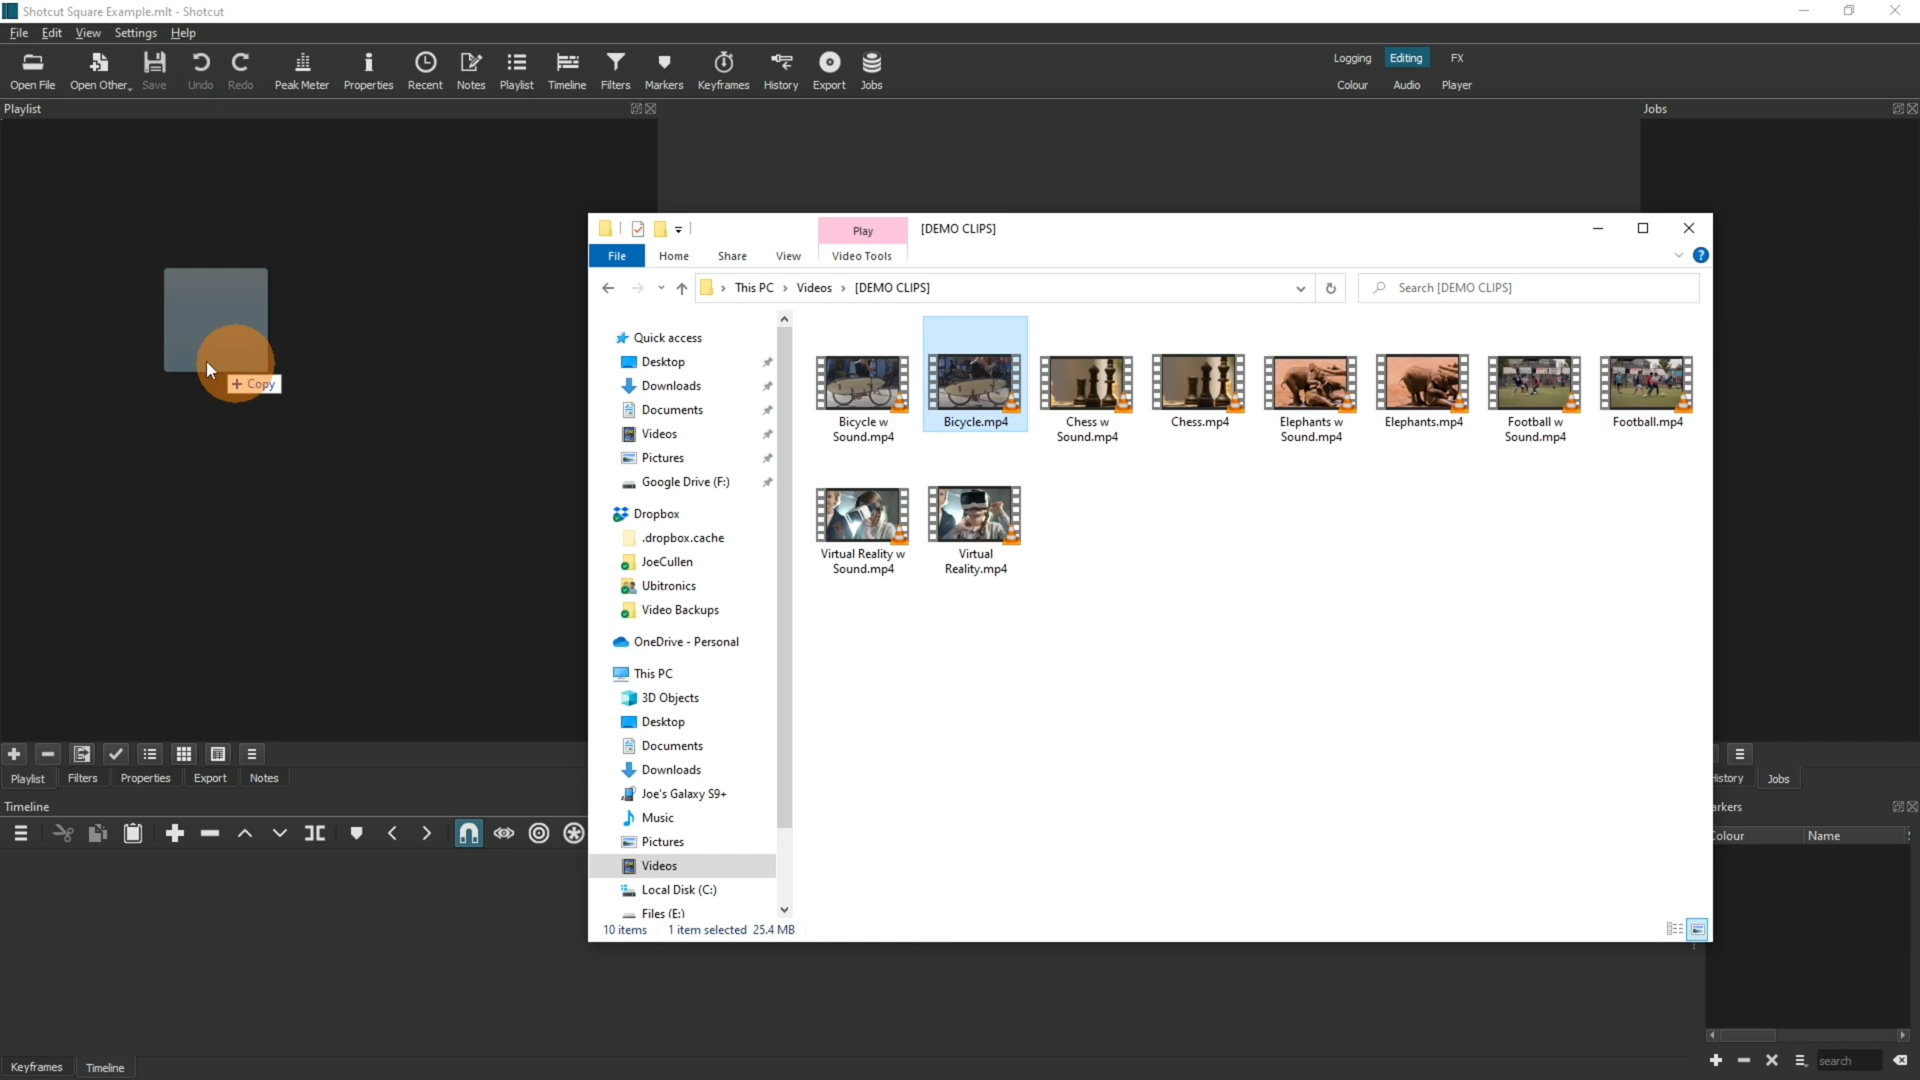 Shotcut Square Example.mlt - Shotcut
File Edit View Settings Help
Open File Open Other... Save Undo Redo Peak Meter Properties Recent Notes Playlist Timeline Filters Markers Keyframes History Export Jobs
Logging Editing FX
Colour Audio Player
Playlist
Jobs
Play
[DEMO CLIPS]
File Home Share View Video Tools
This PC > Videos > [DEMO CLIPS]
Search [DEMO CLIPS]
Quick access
Desktop
Downloads
Documents
Videos
Pictures
Google Drive (F:)
Dropbox
.dropbox.cache
JoeCullen
Ubitronics
Video Backups
OneDrive - Personal
This PC
3D Objects
Desktop
Documents
Downloads
Joe's Galaxy S9+
Music
Pictures
Videos
Local Disk (C:)
Files (E:)
Bicycle w
Sound.mp4
Bicycle.mp4
Chess w
Sound.mp4
Chess.mp4
Elephants w
Sound.mp4
Elephants.mp4
Football w
Sound.mp4
Football.mp4
Virtual Reality w
Sound.mp4
Virtual
Reality.mp4
10 items 1 item selected 25.4 MB
+ Copy
Playlist Filters Properties Export Notes
istory Jobs
Timeline
arkers
olour Name
Keyframes Timeline
search